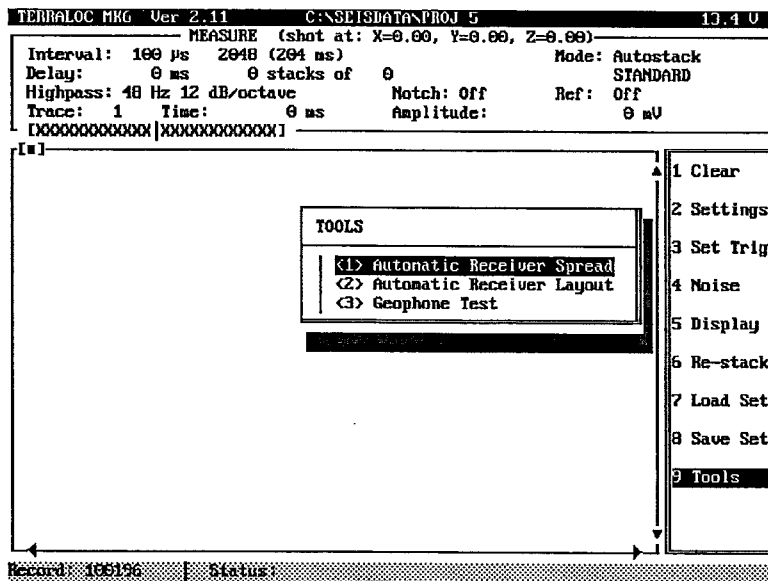 TERRALOC MK6 Ver 2.11 C:\SEISDATA\PROJ_5 13.4 V
MEASURE (shot at: X=0.00, Y=0.00, Z=0.00)
Interval: 100 µs 2048 (204 ms) Mode: Autostack
Delay: 0 ms 0 stacks of 0 STANDARD
Highpass: 48 Hz 12 dB/octave Notch: Off Ref: Off
Trace: 1 Time: 0 ms Amplitude: 0 mV
[XXXXXXXXXXXX|XXXXXXXXXXXX]
[■]
1 Clear
2 Settings
3 Set Trig
4 Noise
5 Display
6 Re-stack
7 Load Set
8 Save Set
9 Tools
TOOLS
<1> Automatic Receiver Spread
<2> Automatic Receiver Layout
<3> Geophone Test
Record: 100196 Status: